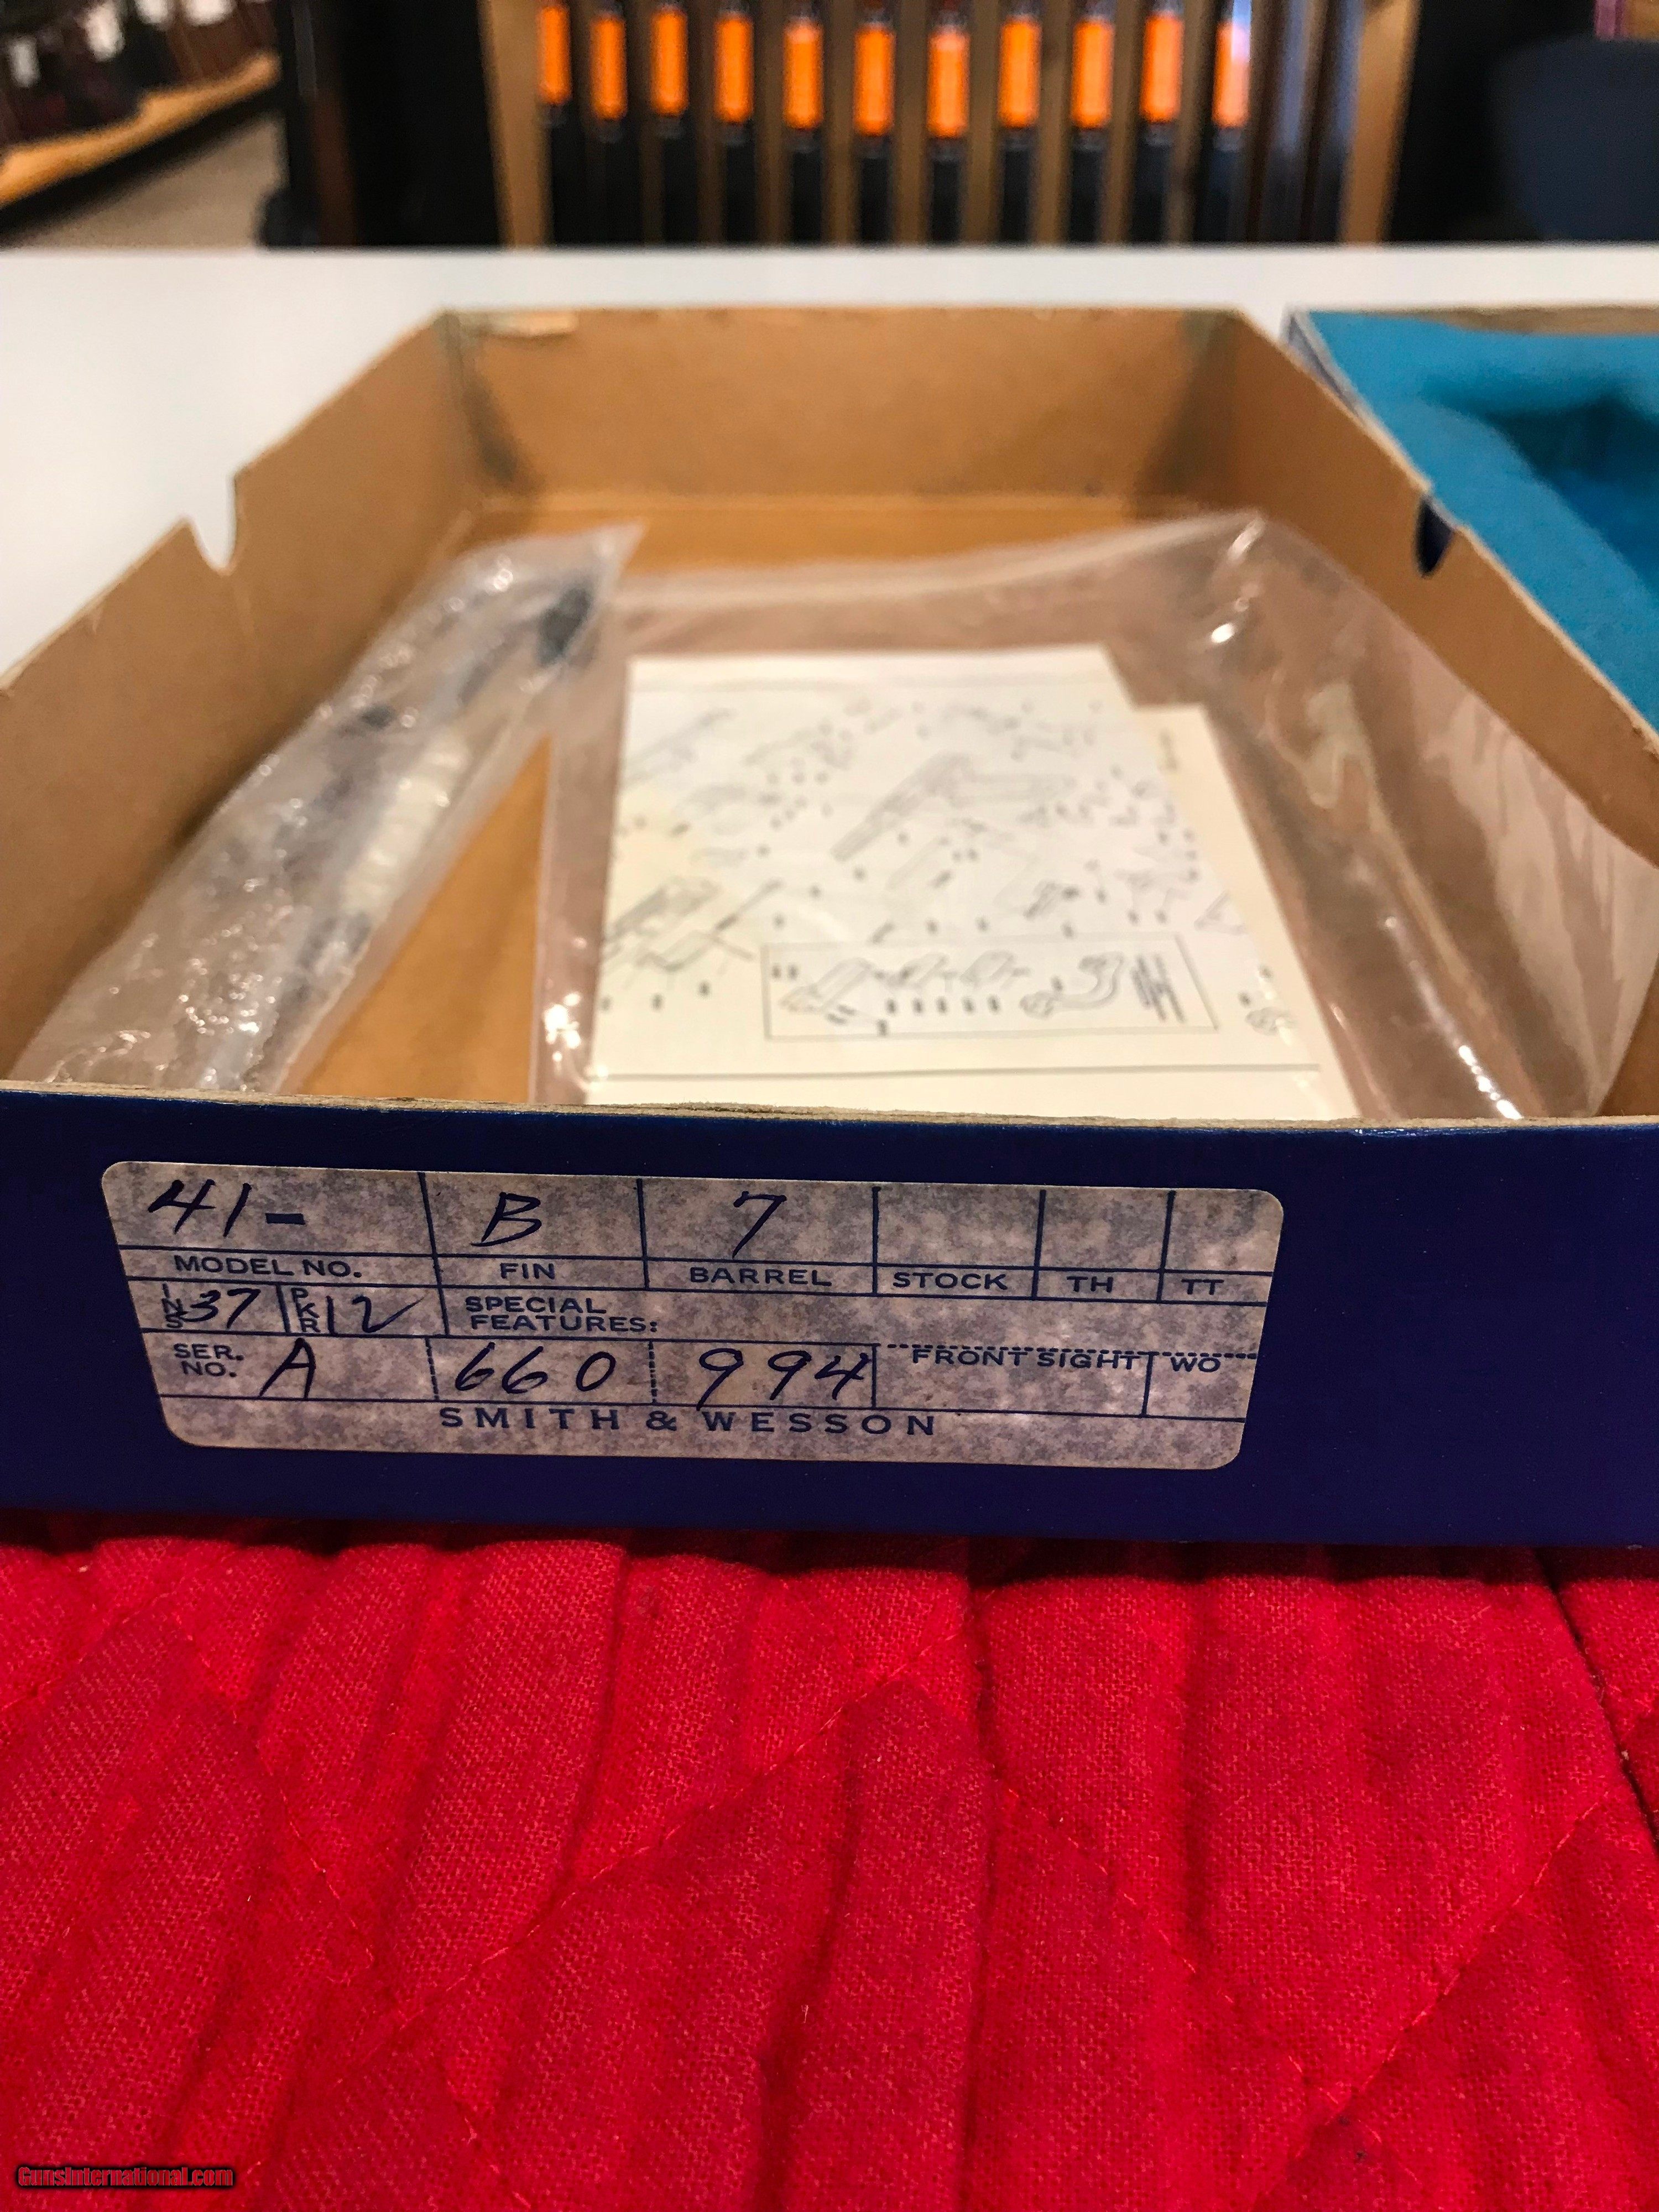 41- B 7
MODEL NO. FIN BARREL STOCK TH TT
INS 37 PKR 12 SPECIAL
FEATURES:
SER.
NO. A 660 994 FRONT SIGHT WO
SMITH & WESSON
GunsInternational.com